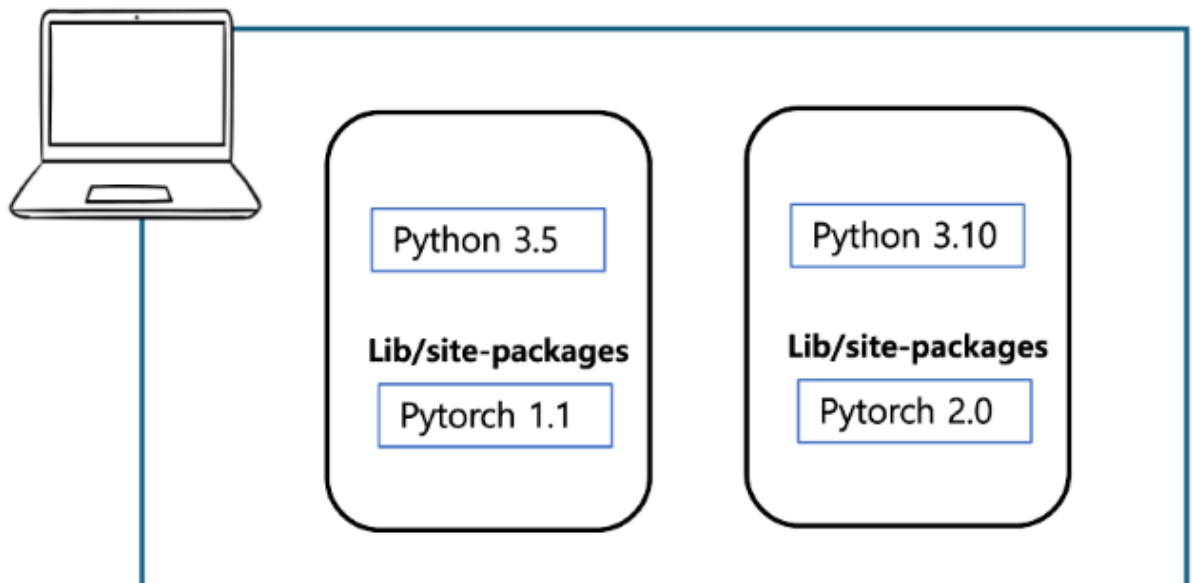 Python 3.5
Lib/site-packages
Pytorch 1.1
Python 3.10
Lib/site-packages
Pytorch 2.0